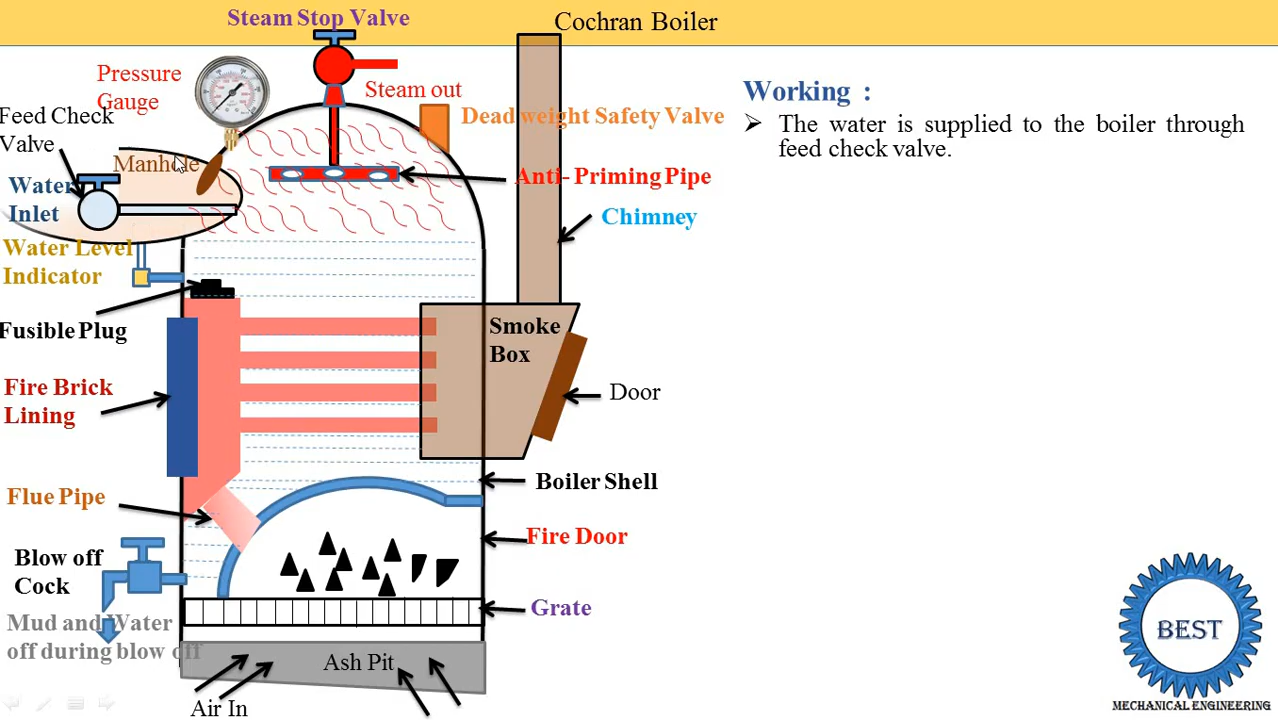 Steam Stop Valve
Cochran Boiler
Pressure
Gauge
Steam out
Dead weight Safety Valve
Feed Check
Valve
Manhole
Water
Inlet
Anti- Priming Pipe
Chimney
Water Level
Indicator
Fusible Plug
Smoke
Box
Fire Brick
Lining
Door
Flue Pipe
Boiler Shell
Fire Door
Blow off
Cock
Grate
Mud and Water
off during blow off
Ash Pit
Air In
Working :
➢ The water is supplied to the boiler through
feed check valve.
BEST
MECHANICAL ENGINEERING